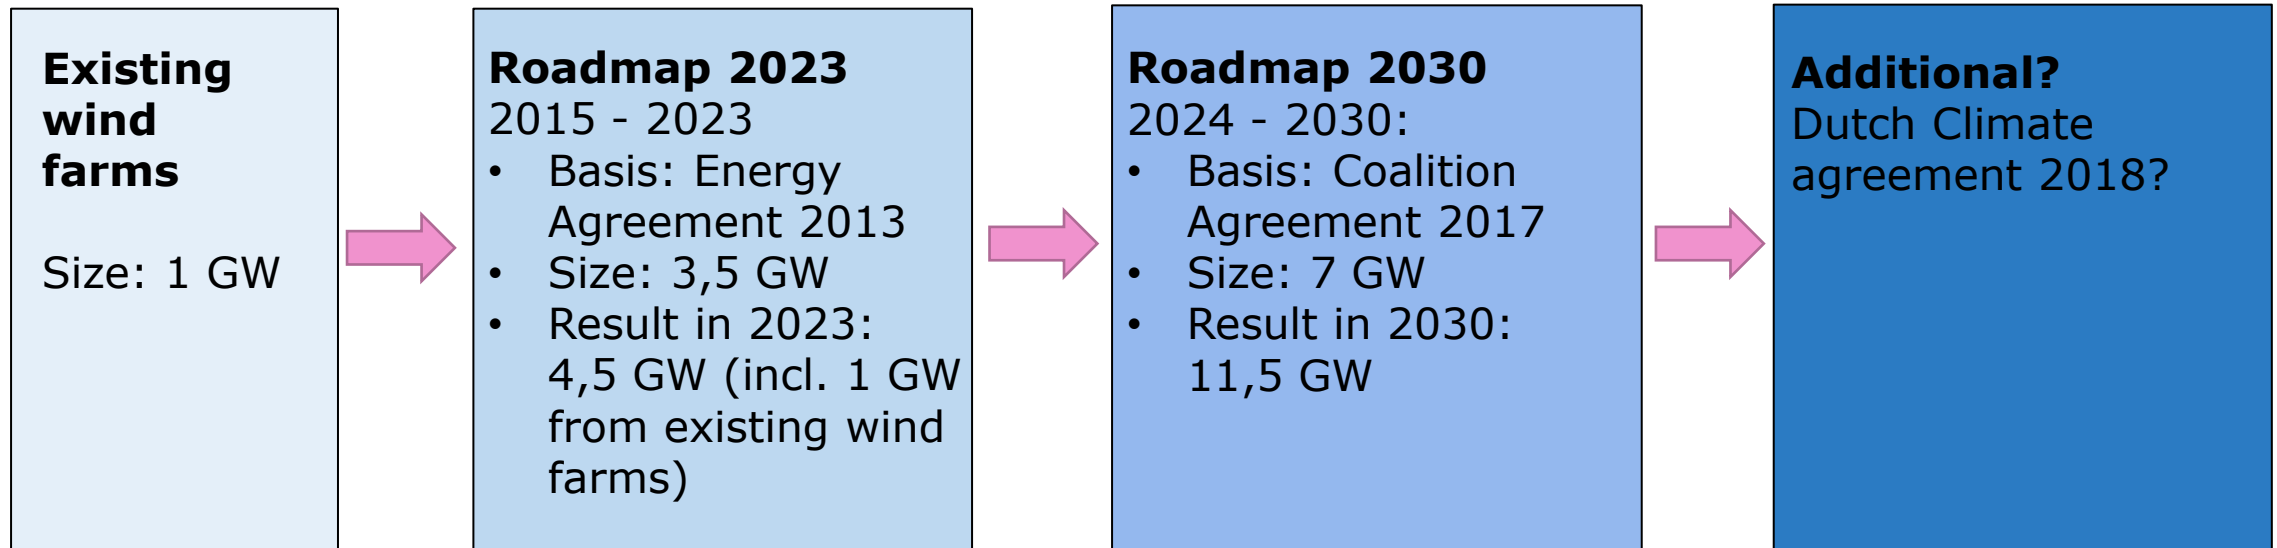 Existing
wind
farms
Size: 1 GW
Roadmap 2023
2015 - 2023
• Basis: Energy
Agreement 2013
• Size: 3,5 GW
• Result in 2023:
4,5 GW (incl. 1 GW
from existing wind
farms)
Roadmap 2030
2024 - 2030:
• Basis: Coalition
Agreement 2017
• Size: 7 GW
• Result in 2030:
11,5 GW
Additional?
Dutch Climate
agreement 2018?